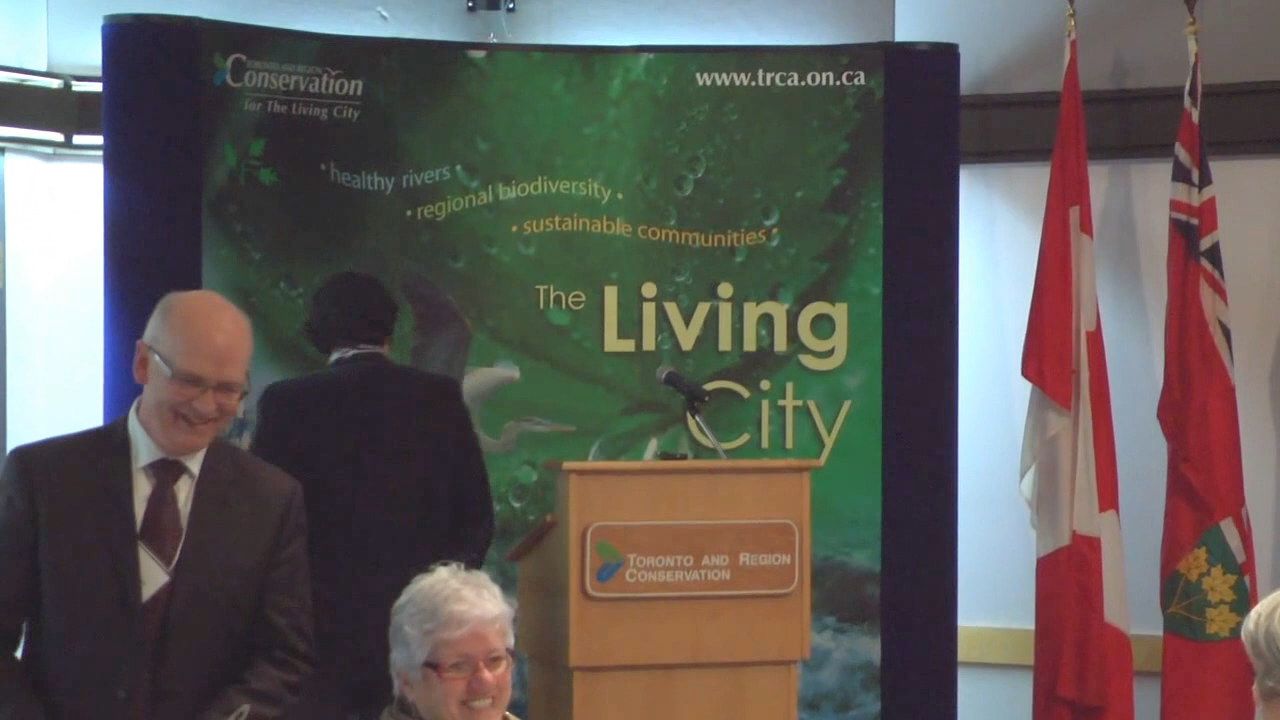 TORONTO AND REGION
Conservation
for The Living City
www.trca.on.ca
• healthy rivers •
• regional biodiversity •
• sustainable communities •
The Living
City
TORONTO AND REGION
CONSERVATION